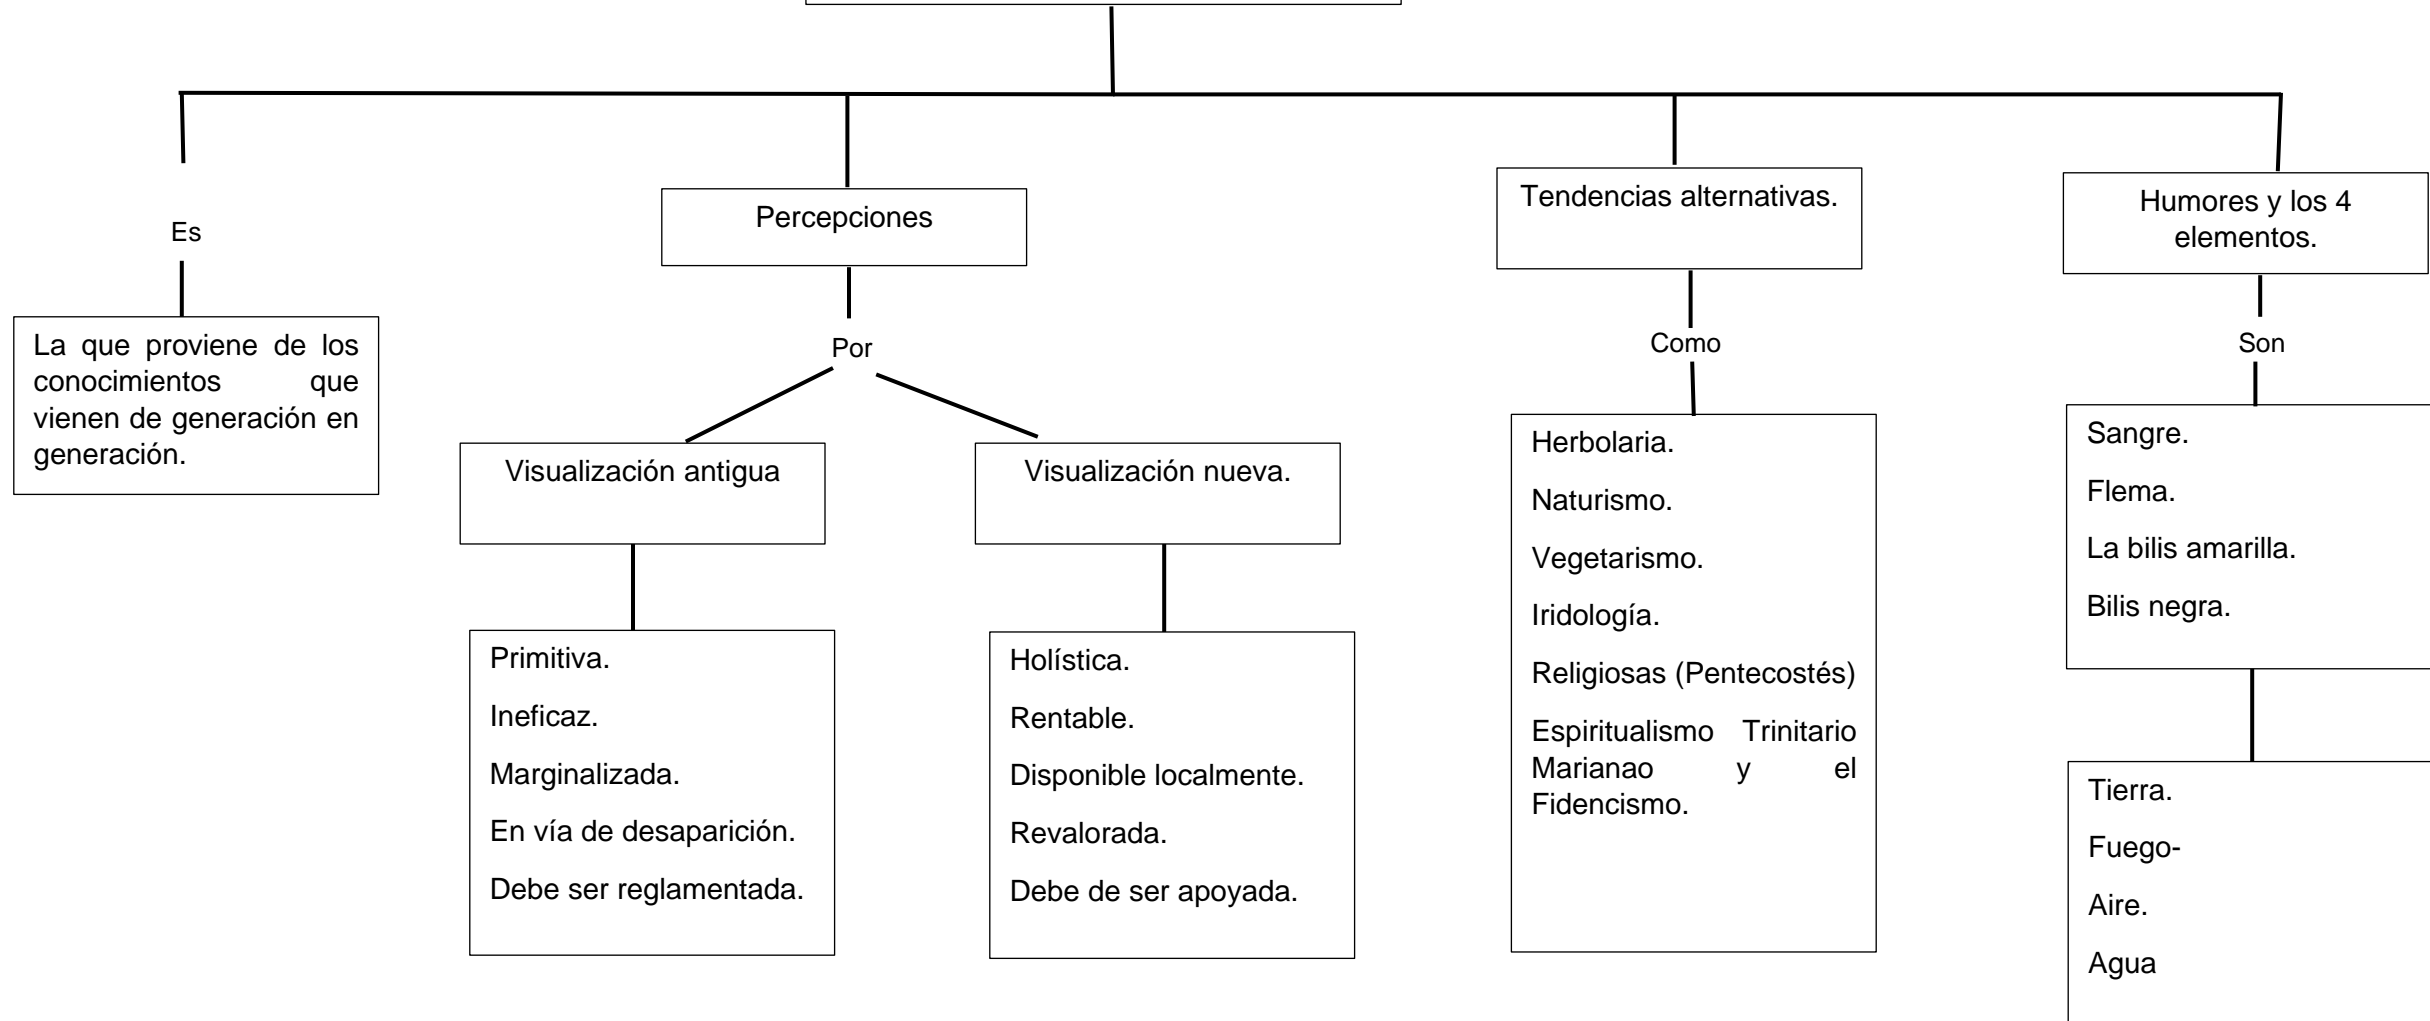 Es
La que proviene de los
conocimientos que
vienen de generación en
generación.
Percepciones
Por
Visualización antigua
Primitiva.
Ineficaz.
Marginalizada.
En vía de desaparición.
Debe ser reglamentada.
Visualización nueva.
Holística.
Rentable.
Disponible localmente.
Revalorada.
Debe de ser apoyada.
Tendencias alternativas.
Como
Herbolaria.
Naturismo.
Vegetarismo.
Iridología.
Religiosas (Pentecostés)
Espiritualismo Trinitario
Marianao y el
Fidencismo.
Humores y los 4
elementos.
Son
Sangre.
Flema.
La bilis amarilla.
Bilis negra.
Tierra.
Fuego-
Aire.
Agua